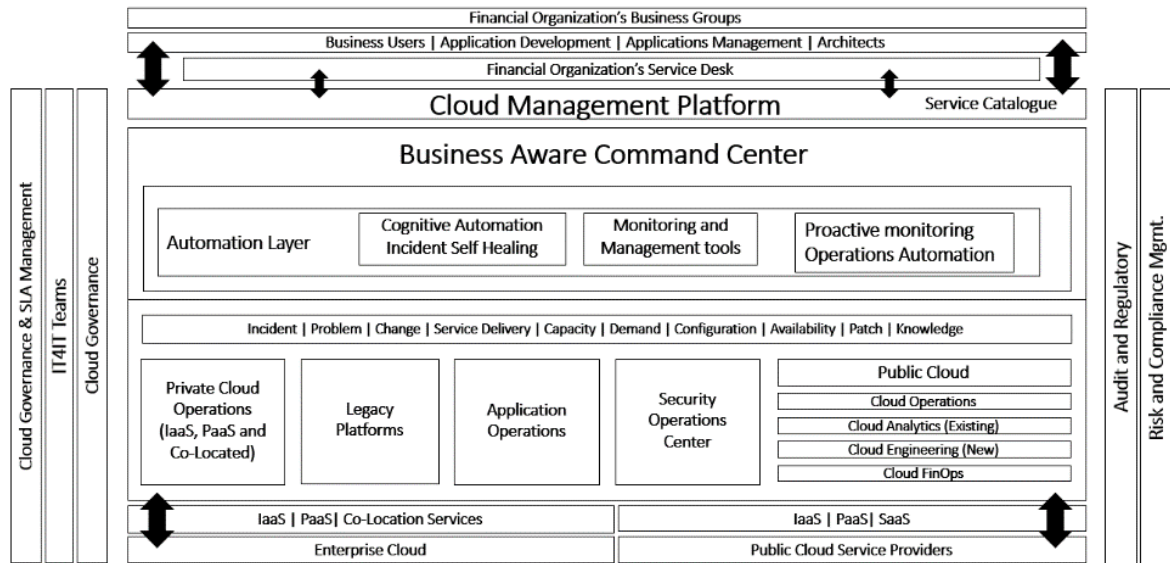 Financial Organization's Business Groups
Business Users | Application Development | Applications Management | Architects
Financial Organization's Service Desk
Cloud Management Platform
Service Catalogue
Cloud Governance & SLA Management
IT4IT Teams
Cloud Governance
Business Aware Command Center
Automation Layer
Cognitive Automation
Incident Self Healing
Monitoring and
Management tools
Proactive monitoring
Operations Automation
Incident | Problem | Change | Service Delivery | Capacity | Demand | Configuration | Availability | Patch | Knowledge
Private Cloud
Operations
(IaaS, PaaS and
Co-Located)
Legacy
Platforms
Application
Operations
Security
Operations
Center
Public Cloud
Cloud Operations
Cloud Analytics (Existing)
Cloud Engineering (New)
Cloud FinOps
IaaS | PaaS| Co-Location Services
IaaS | PaaS| SaaS
Enterprise Cloud
Public Cloud Service Providers
Audit and Regulatory
Risk and Compliance Mgmt.